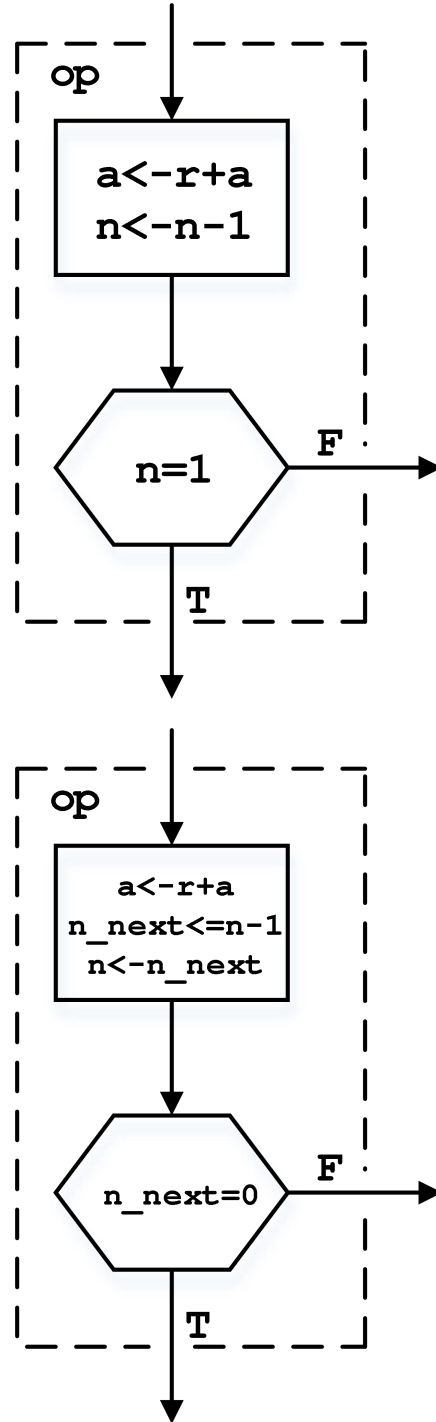 op
a<-r+a
n<-n-1
n=1
F
T
op
a<-r+a
n_next<=n-1
n<-n_next
n_next=0
F
T